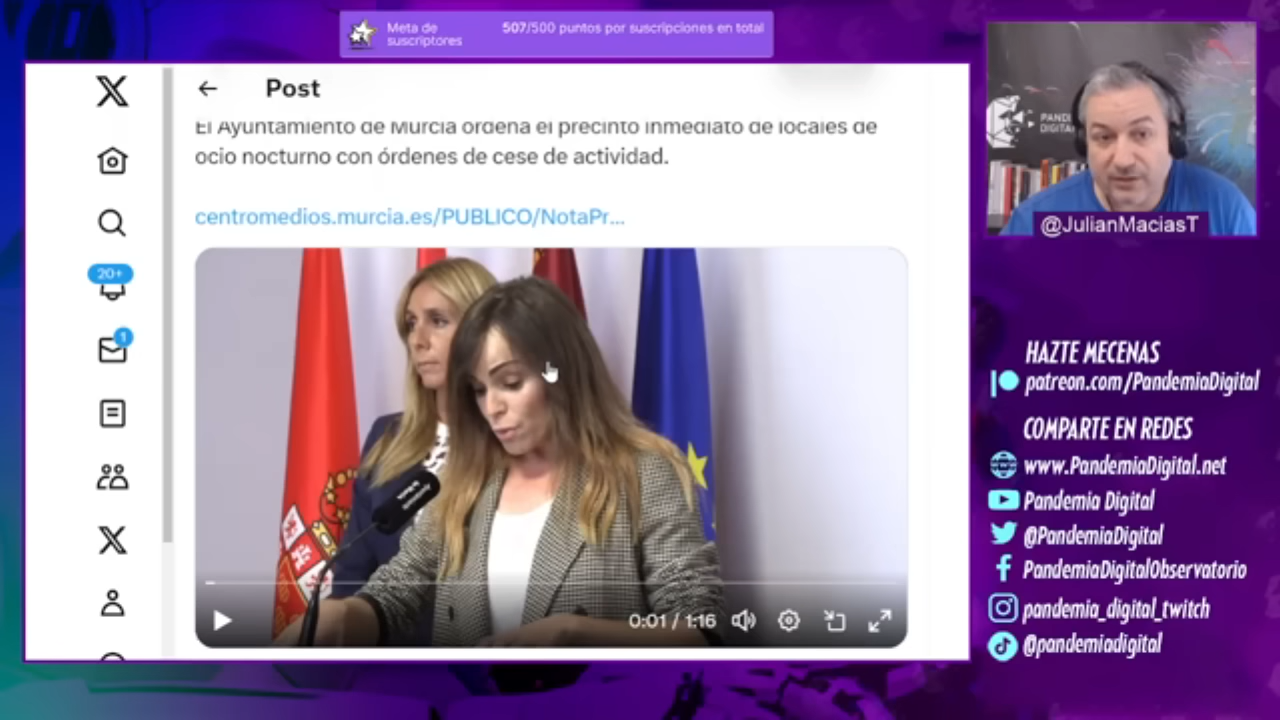 Meta de
suscriptores
507/500 puntos por suscripciones en total
Post
El Ayuntamiento de Murcia ordena el precinto inmediato de locales de
ocio nocturno con órdenes de cese de actividad.
centromedios.murcia.es/PUBLICO/NotaPr...
20+
1
0:01 / 1:16
PANDE
DIGITAL
@JulianMaciasT
HAZTE MECENAS
patreon.com/PandemiaDigital
COMPARTE EN REDES
www.PandemiaDigital.net
Pandemia Digital
@PandemiaDigital
PandemiaDigitalObservatorio
pandemia_digital_twitch
@pandemiadigital